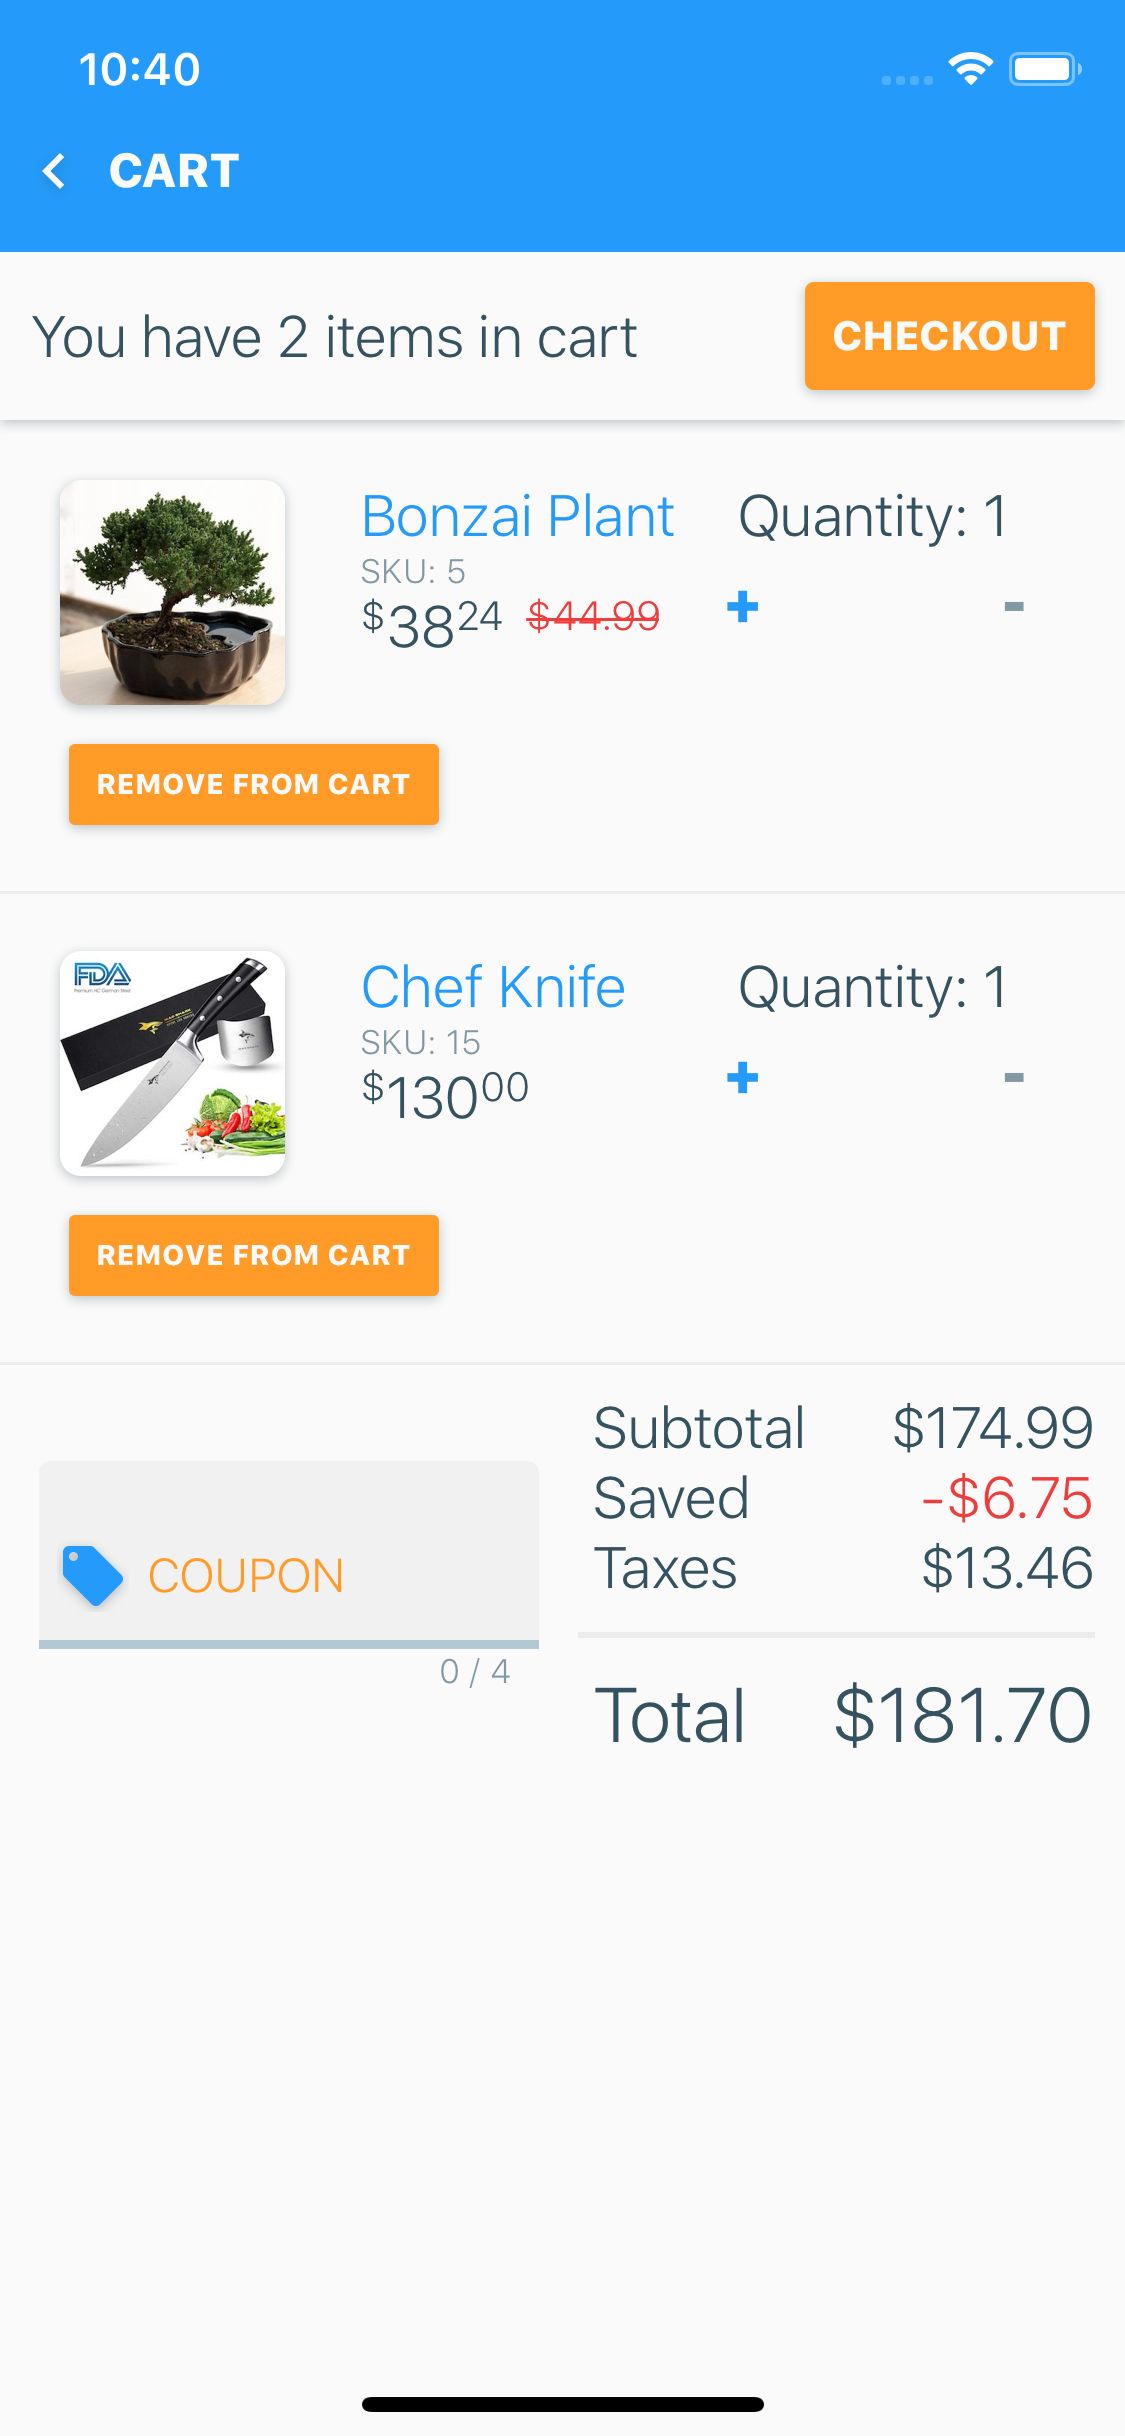 10:40
CART
You have 2 items in cart
CHECKOUT
Bonzai Plant
Quantity: 1
SKU: 5
$38 24 $44.99
+ -
REMOVE FROM CART
FDA
Chef Knife
Quantity: 1
SKU: 15
$130 00
+ -
REMOVE FROM CART
Subtotal $174.99
Saved -$6.75
Taxes $13.46
COUPON
0 / 4
Total $181.70